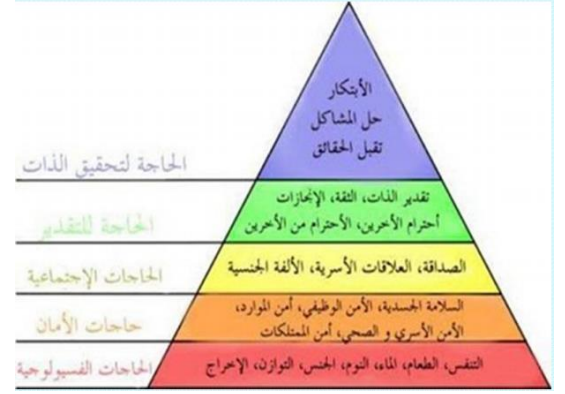 الأبتكار
حل المشاكل
تقبل الحقائق
الحاجة لتحقيق الذات
تقدير الذات، الثقة، الإنجازات
أحترام الأخرين، الأحترام من الأخرين
الحاجة للتقدير
الصداقة، العلاقات الأسرية، الألفة الجنسية
الحاجات الإجتماعية
السلامة الجسدية، الأمن الوظيفي، أمن الموارد،
الأمن الأسري و الصحي، أمن الممتلكات
حاجات الأمان
التنفس، الطعام، الماء، النوم، الجنس، التوازن، الإخراج
الحاجات الفسيولوجية